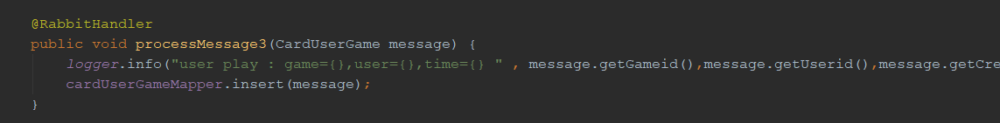 @RabbitHandler
public void processMessage3(CardUserGame message) {
logger.info("user play : game={},user={},time={} " , message.getGameid(),message.getUserid(),message.getCre
cardUserGameMapper.insert(message);
}